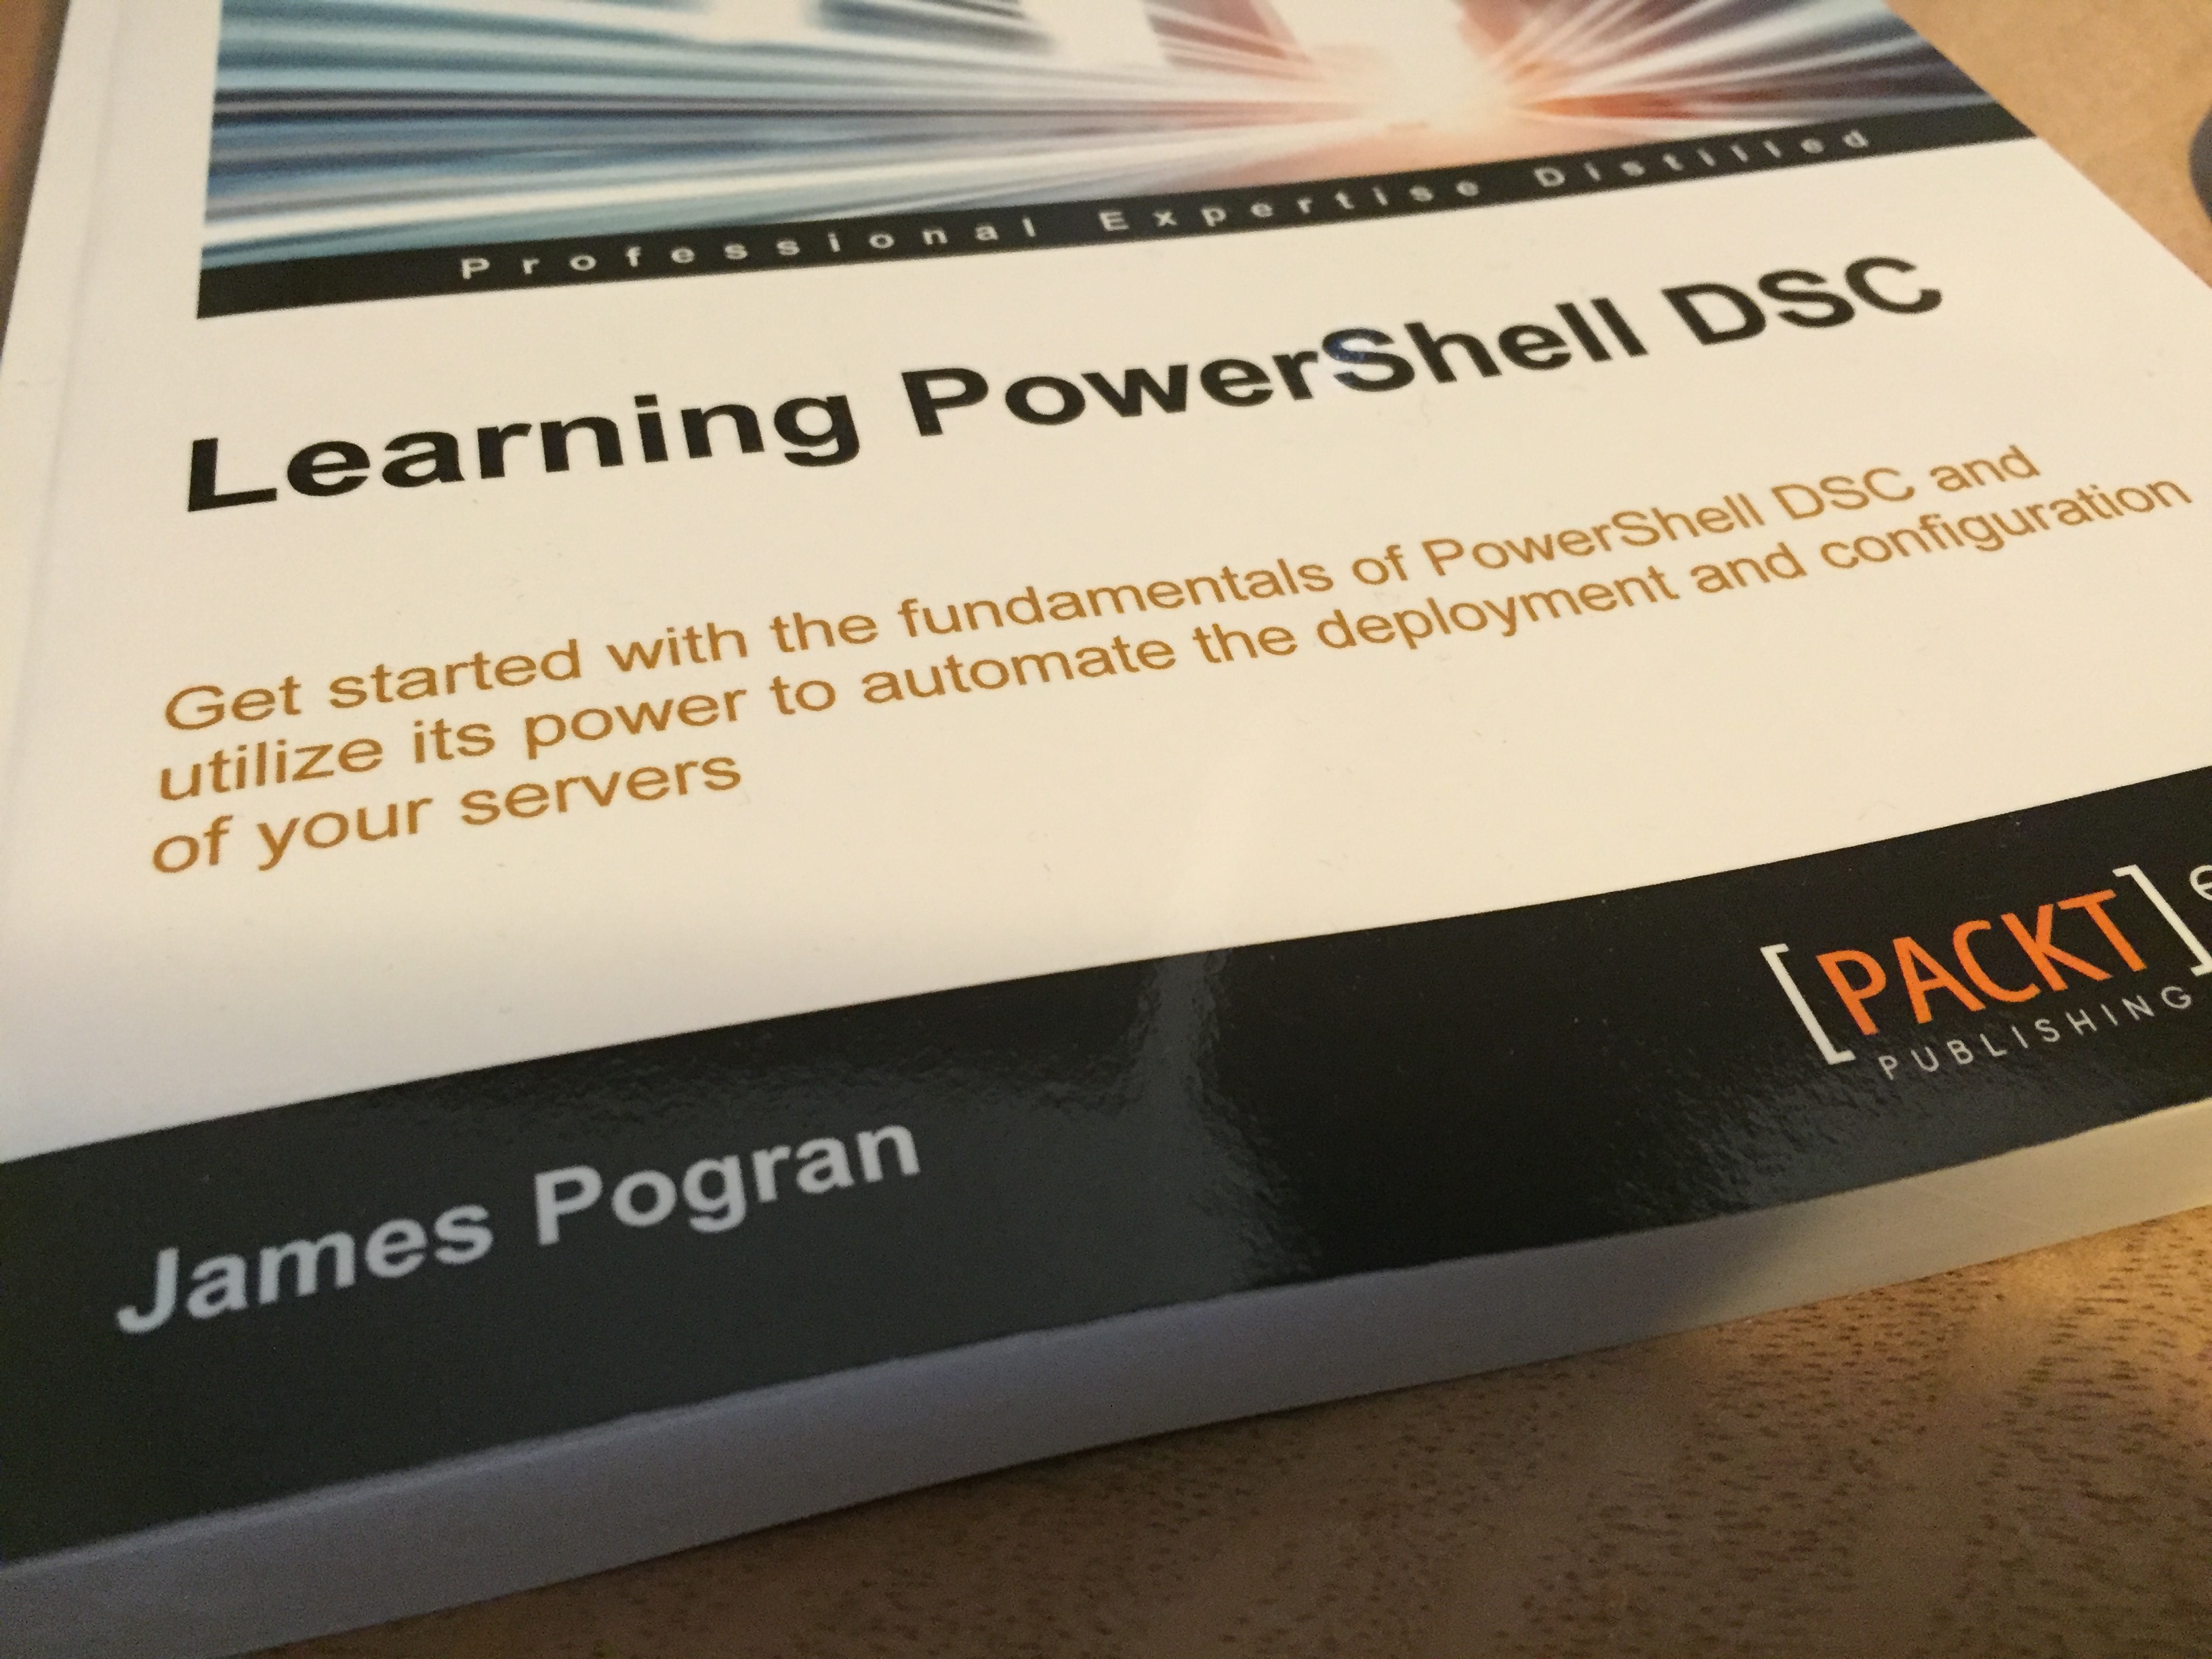 Professional Expertise Distilled
Learning PowerShell DSC
Get started with the fundamentals of PowerShell DSC and
utilize its power to automate the deployment and configuration
of your servers
[PACKT]
PUBLISHING
James Pogran